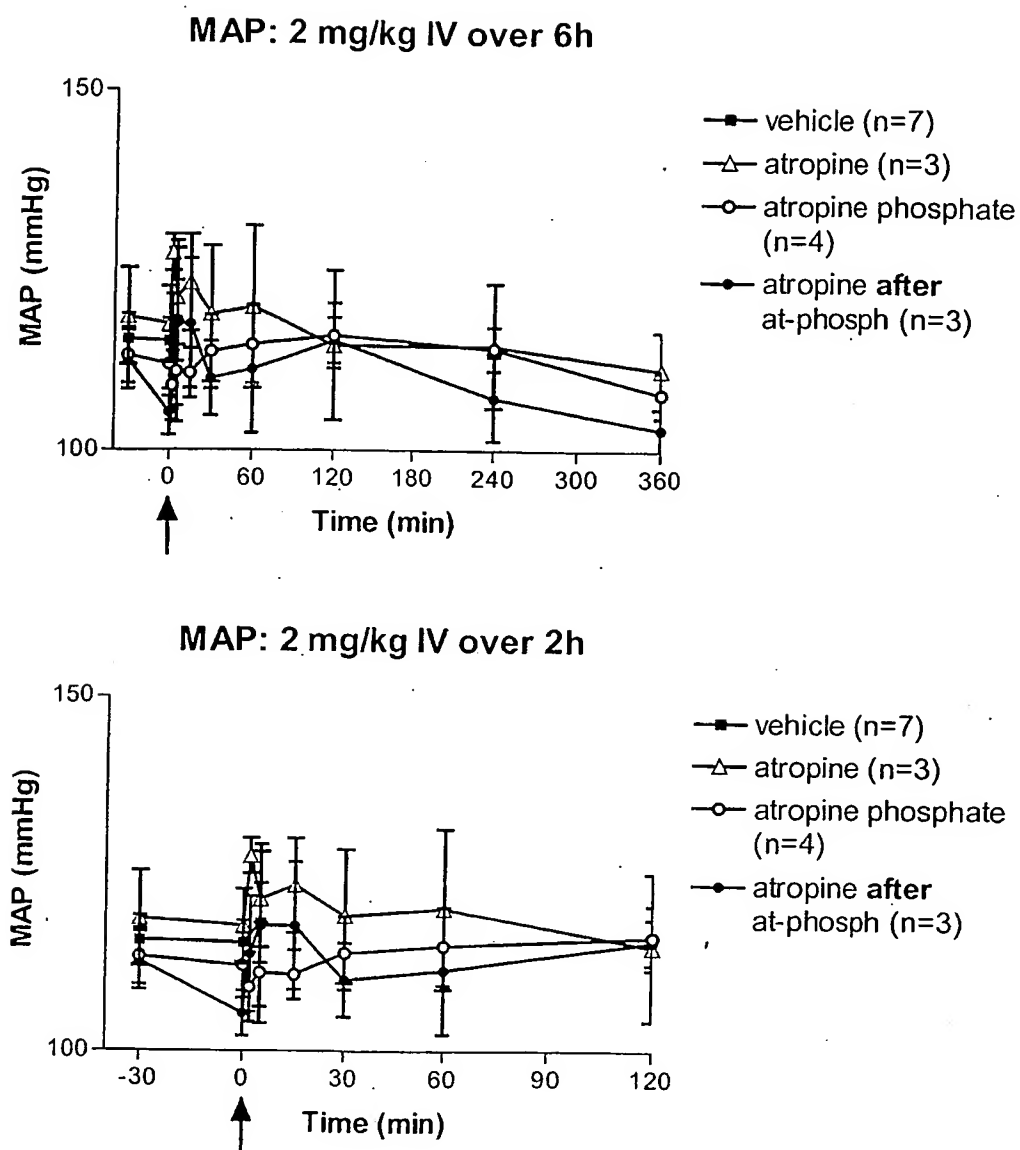 MAP: 2 mg/kg IV over 6h
150
100
MAP (mmHg)
0 60 120 180 240 300 360
Time (min)
vehicle (n=7)
atropine (n=3)
atropine phosphate
(n=4)
atropine after
at-phosph (n=3)
MAP: 2 mg/kg IV over 2h
150
100
MAP (mmHg)
-30 0 30 60 90 120
Time (min)
vehicle (n=7)
atropine (n=3)
atropine phosphate
(n=4)
atropine after
at-phosph (n=3)